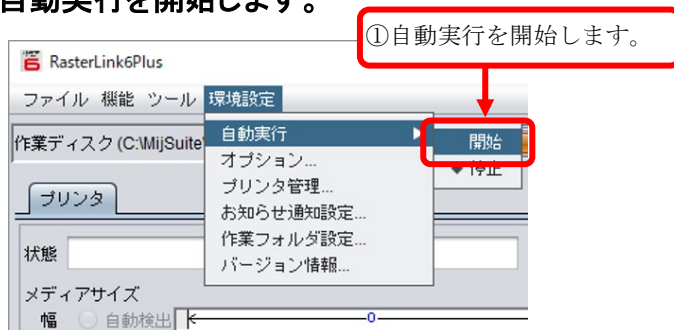 自動実行を開始します。
①自動実行を開始します。
RasterLink6Plus
ファイル 機能 ツール 環境設定
作業ディスク(C:\MijSuite
自動実行
開始
停止
オプション...
プリンタ管理...
お知らせ通知設定...
作業フォルダ設定...
バージョン情報...
プリンタ
状態
メディアサイズ
幅 自動検出
0